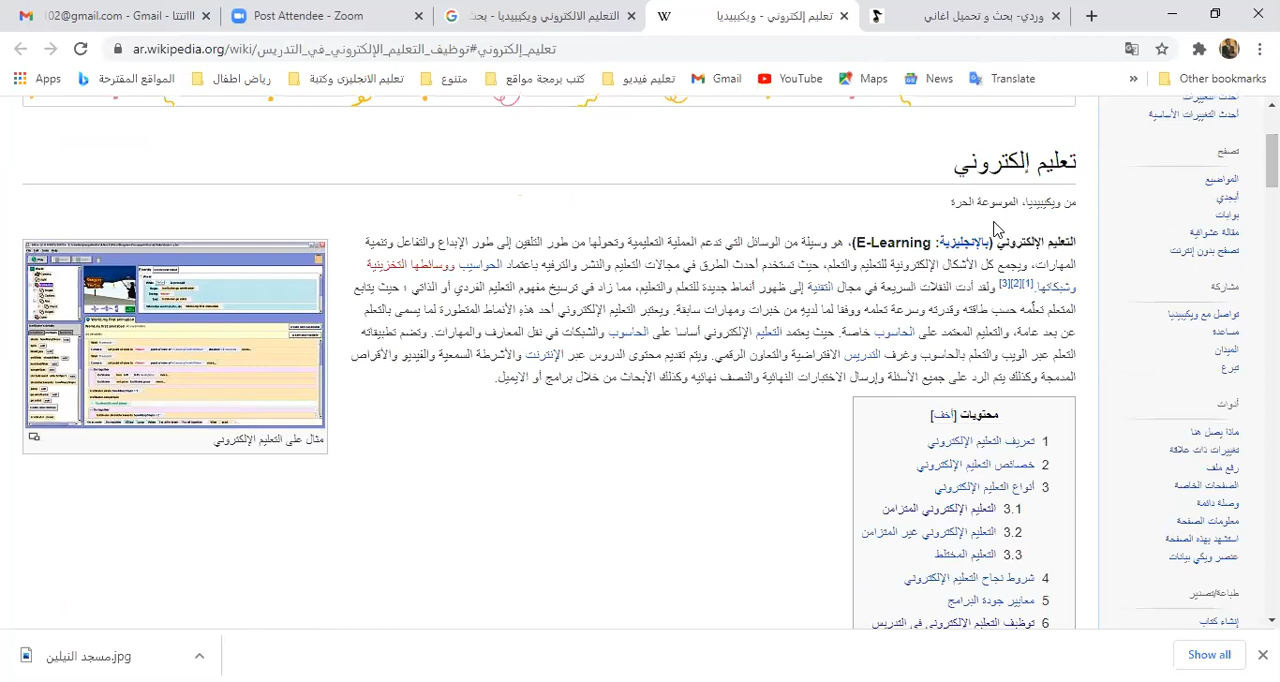 102@gmail.com - Gmail - اااتتنا
Post Attendee - Zoom
التعليم الالكتروني ويكيبيديا - بحث
تعليم إلكتروني - ويكيبيديا
وردي- بحث و تحميل اغاني
ar.wikipedia.org/wiki/تعليم_إلكتروني#توظيف_التعليم_الإلكتروني_في_التدريس
Apps
المواقع المقترحة
رياض اطفال
تعليم الانجليزى وكتبة
متنوع
كتب برمجة مواقع
تعليم فيديو
Gmail
YouTube
Maps
News
Translate
»
Other bookmarks
أحدث التغييرات
أحدث التغييرات الأساسية
تصفح
المواضيع
أبجدي
بوابات
مقالة عشوائية
تصفح بدون إنترنت
مشاركة
تواصل مع ويكيبيديا
مساعدة
الميدان
تبرع
أدوات
ماذا يصل هنا
تغييرات ذات علاقة
رفع ملف
الصفحات الخاصة
وصلة دائمة
معلومات الصفحة
استشهد بهذه الصفحة
عنصر ويكي بيانات
طباعة/تصدير
إنشاء كتاب
تعليم إلكتروني
من ويكيبيديا، الموسوعة الحرة
التعليم الإلكتروني (بالإنجليزية: E-Learning)‏، هو وسيلة من الوسائل التي تدعم العملية التعليمية وتحولها من طور التلقين إلى طور الإبداع والتفاعل وتنمية
المهارات، ويجمع كل الأشكال الإلكترونية للتعليم والتعلم، حيث تستخدم أحدث الطرق في مجالات التعليم والنشر والترفيه باعتماد الحواسيب ووسائطها التخزينية
وشبكاتها.[1][2][3] ولقد أدت النقلات السريعة في مجال التقنية إلى ظهور أنماط جديدة للتعلم والتعليم، مما زاد في ترسيخ مفهوم التعليم الفردي أو الذاتي ؛ حيث يتابع
المتعلم تعلّمه حسب طاقته وقدرته وسرعة تعلمه ووفقا لما لديه من خبرات ومهارات سابقة. ويعتبر التعليم الإلكتروني أحد هذه الأنماط المتطورة لما يسمى بالتعلم
عن بعد عامة، والتعليم المعتمد على الحاسوب خاصة. حيث يعتمد التعليم الإلكتروني أساسا على الحاسوب والشبكات في نقل المعارف والمهارات. وتضم تطبيقاته
التعلم عبر الويب والتعلم بالحاسوب وغرف التدريس الافتراضية والتعاون الرقمي. ويتم تقديم محتوى الدروس عبر الإنترنت والأشرطة السمعية والفيديو والأقراص
المدمجة وكذلك يتم الرد على جميع الأسئلة وإرسال الاختبارات النهائية والنصف نهائيه وكذلك الأبحاث من خلال برامج أو الايميل.
مثال على التعليم الإلكتروني
محتويات [أخف]
1 تعريف التعليم الإلكتروني
2 خصائص التعليم الإلكتروني
3 أنواع التعليم الإلكتروني
3.1 التعليم الإلكتروني المتزامن
3.2 التعليم الإلكتروني غير المتزامن
3.3 التعليم المختلط
4 شروط نجاح التعليم الإلكتروني
5 معايير جودة البرامج
6 توظيف التعليم الإلكتروني في التدريس
مسجد النيلين.jpg
Show all